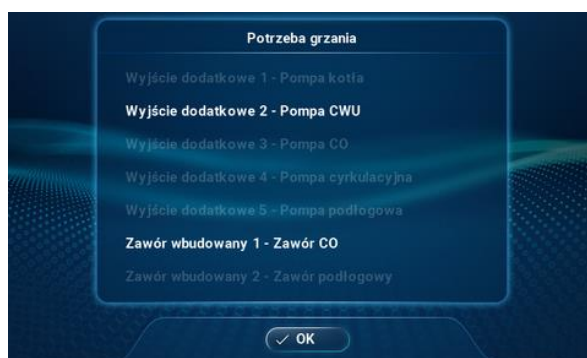 Potrzeba grzania
Wyjście dodatkowe 1 - Pompa kotła
Wyjście dodatkowe 2 - Pompa CWU
Wyjście dodatkowe 3 - Pompa CO
Wyjście dodatkowe 4 - Pompa cyrkulacyjna
Wyjście dodatkowe 5 - Pompa podłogowa
Zawór wbudowany 1 - Zawór CO
Zawór wbudowany 2 - Zawór podłogowy
OK